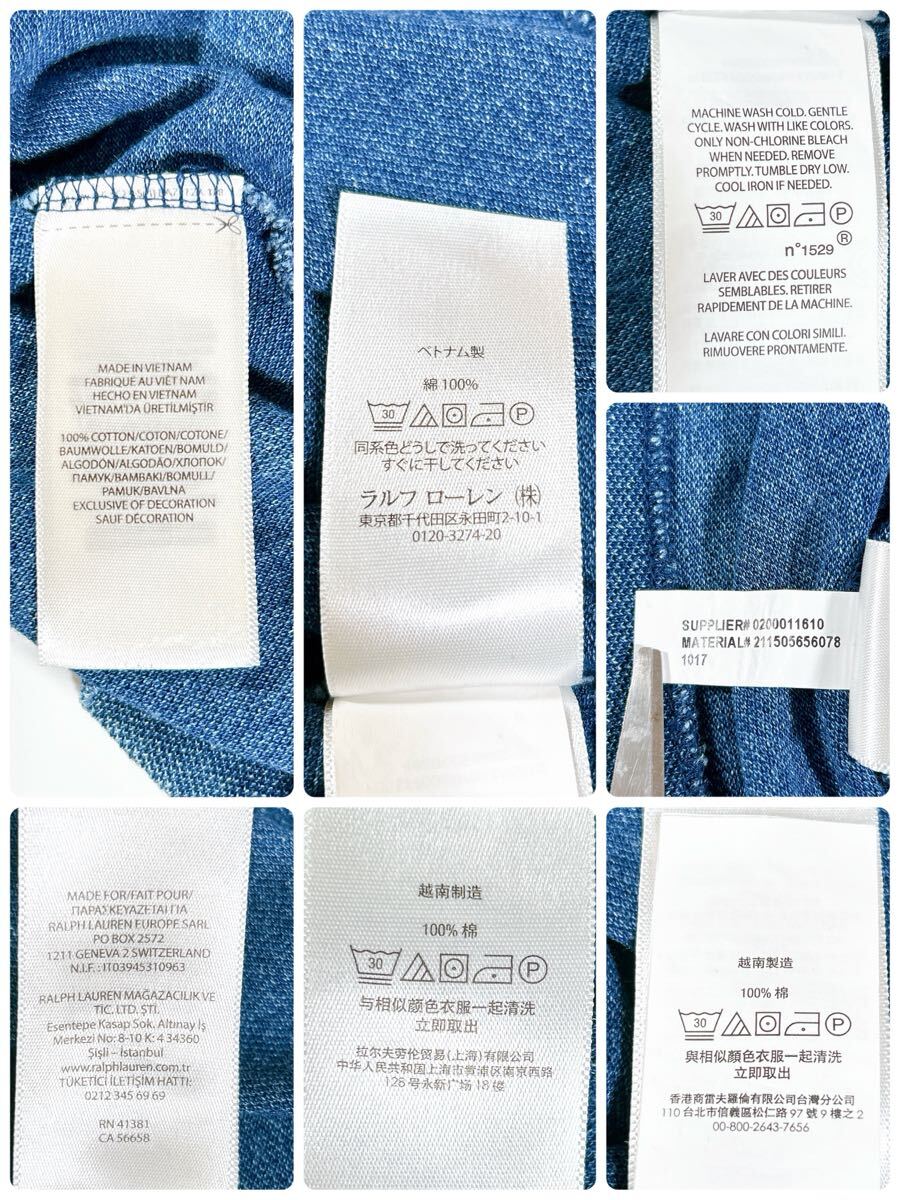 MADE IN VIETNAM
FABRIQUE AU VIÊT NAM
HECHO EN VIETNAM
VIETNAM'DA ÜRETİLMİŞTİR
100% COTTON/COTON/COTONE/
BAUMWOLLE/KATOEN/BOMULD/
ALGODÓN/ALGODÃO/ХЛОПОК/
ПАМУК/BAMBAKI/BOMULL/
PAMUK/BAVLNA
EXCLUSIVE OF DECORATION
SAUF DÉCORATION
ベトナム製
綿 100%
30
P
同系色どうしで洗ってください
すぐに干してください
ラルフ ローレン (株)
東京都千代田区永田町2-10-1
0120-3274-20
MACHINE WASH COLD. GENTLE
CYCLE. WASH WITH LIKE COLORS.
ONLY NON-CHLORINE BLEACH
WHEN NEEDED. REMOVE
PROMPTLY. TUMBLE DRY LOW.
COOL IRON IF NEEDED.
30
P
n°1529 ®
LAVER AVEC DES COULEURS
SEMBLABLES. RETIRER
RAPIDEMENT DE LA MACHINE.
LAVARE CON COLORI SIMILI.
RIMUOVERE PRONTAMENTE.
SUPPLIER# 0200011610
MATERIAL# 211505656078
1017
MADE FOR/FAIT POUR/
ΠΑΡΑΣΚΕΥΑΖΕΤΑΙ ΓΙΑ
RALPH LAUREN EUROPE SARL
PO BOX 2572
1211 GENEVA 2 SWITZERLAND
N.I.F.: IT03945310963
RALPH LAUREN MAĞAZACILIK VE
TİC. LTD. ŞTİ.
Esentepe Kasap Sok. Altınay İş
Merkezi No: 8-10 K: 4 34360
Şişli – İstanbul
www.ralphlauren.com.tr
TÜKETİCİ İLETİŞİM HATTI:
0212 345 69 69
RN 41381
CA 56658
越南制造
100% 棉
30
P
与相似颜色衣服一起清洗
立即取出
拉尔夫劳伦贸易(上海)有限公司
中华人民共和国上海市黄浦区南京西路
128号永新广场18楼
越南製造
100% 棉
30
P
與相似顏色衣服一起清洗
立即取出
香港商雷夫羅倫有限公司台灣分公司
110 台北市信義區松仁路 97 號 9 樓之 2
00-800-2643-7656